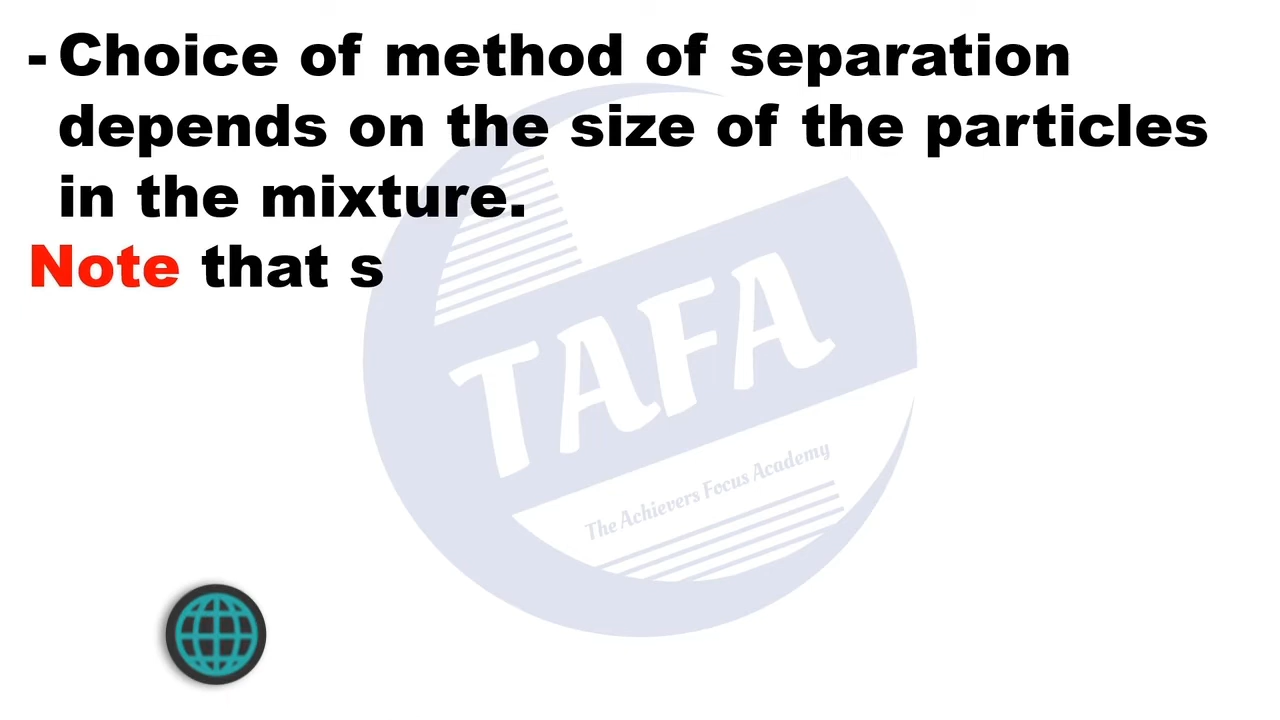 - Choice of method of separation
depends on the size of the particles
in the mixture.
Note that s
TAFA
The Achievers Focus Academy